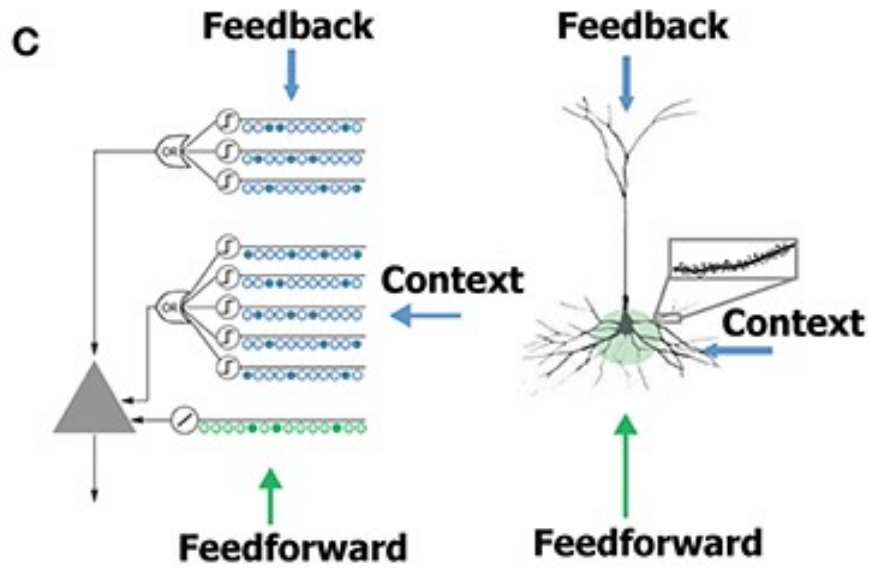 C
Feedback
Feedback
OR
Context
OR
Context
Feedforward
Feedforward